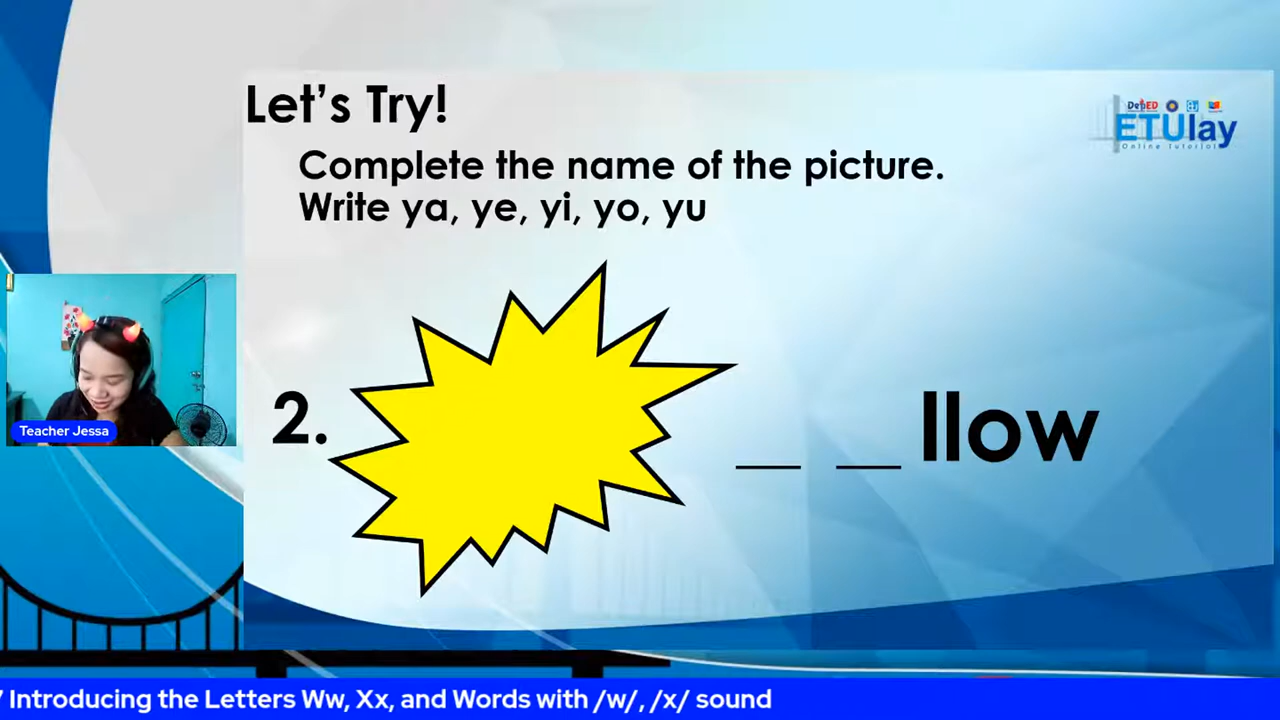 Let's Try!
DepED
ETUlay
Online Tutorial
Complete the name of the picture.
Write ya, ye, yi, yo, yu
2. __ __ llow
Teacher Jessa
Introducing the Letters Ww, Xx, and Words with /w/, /x/ sound